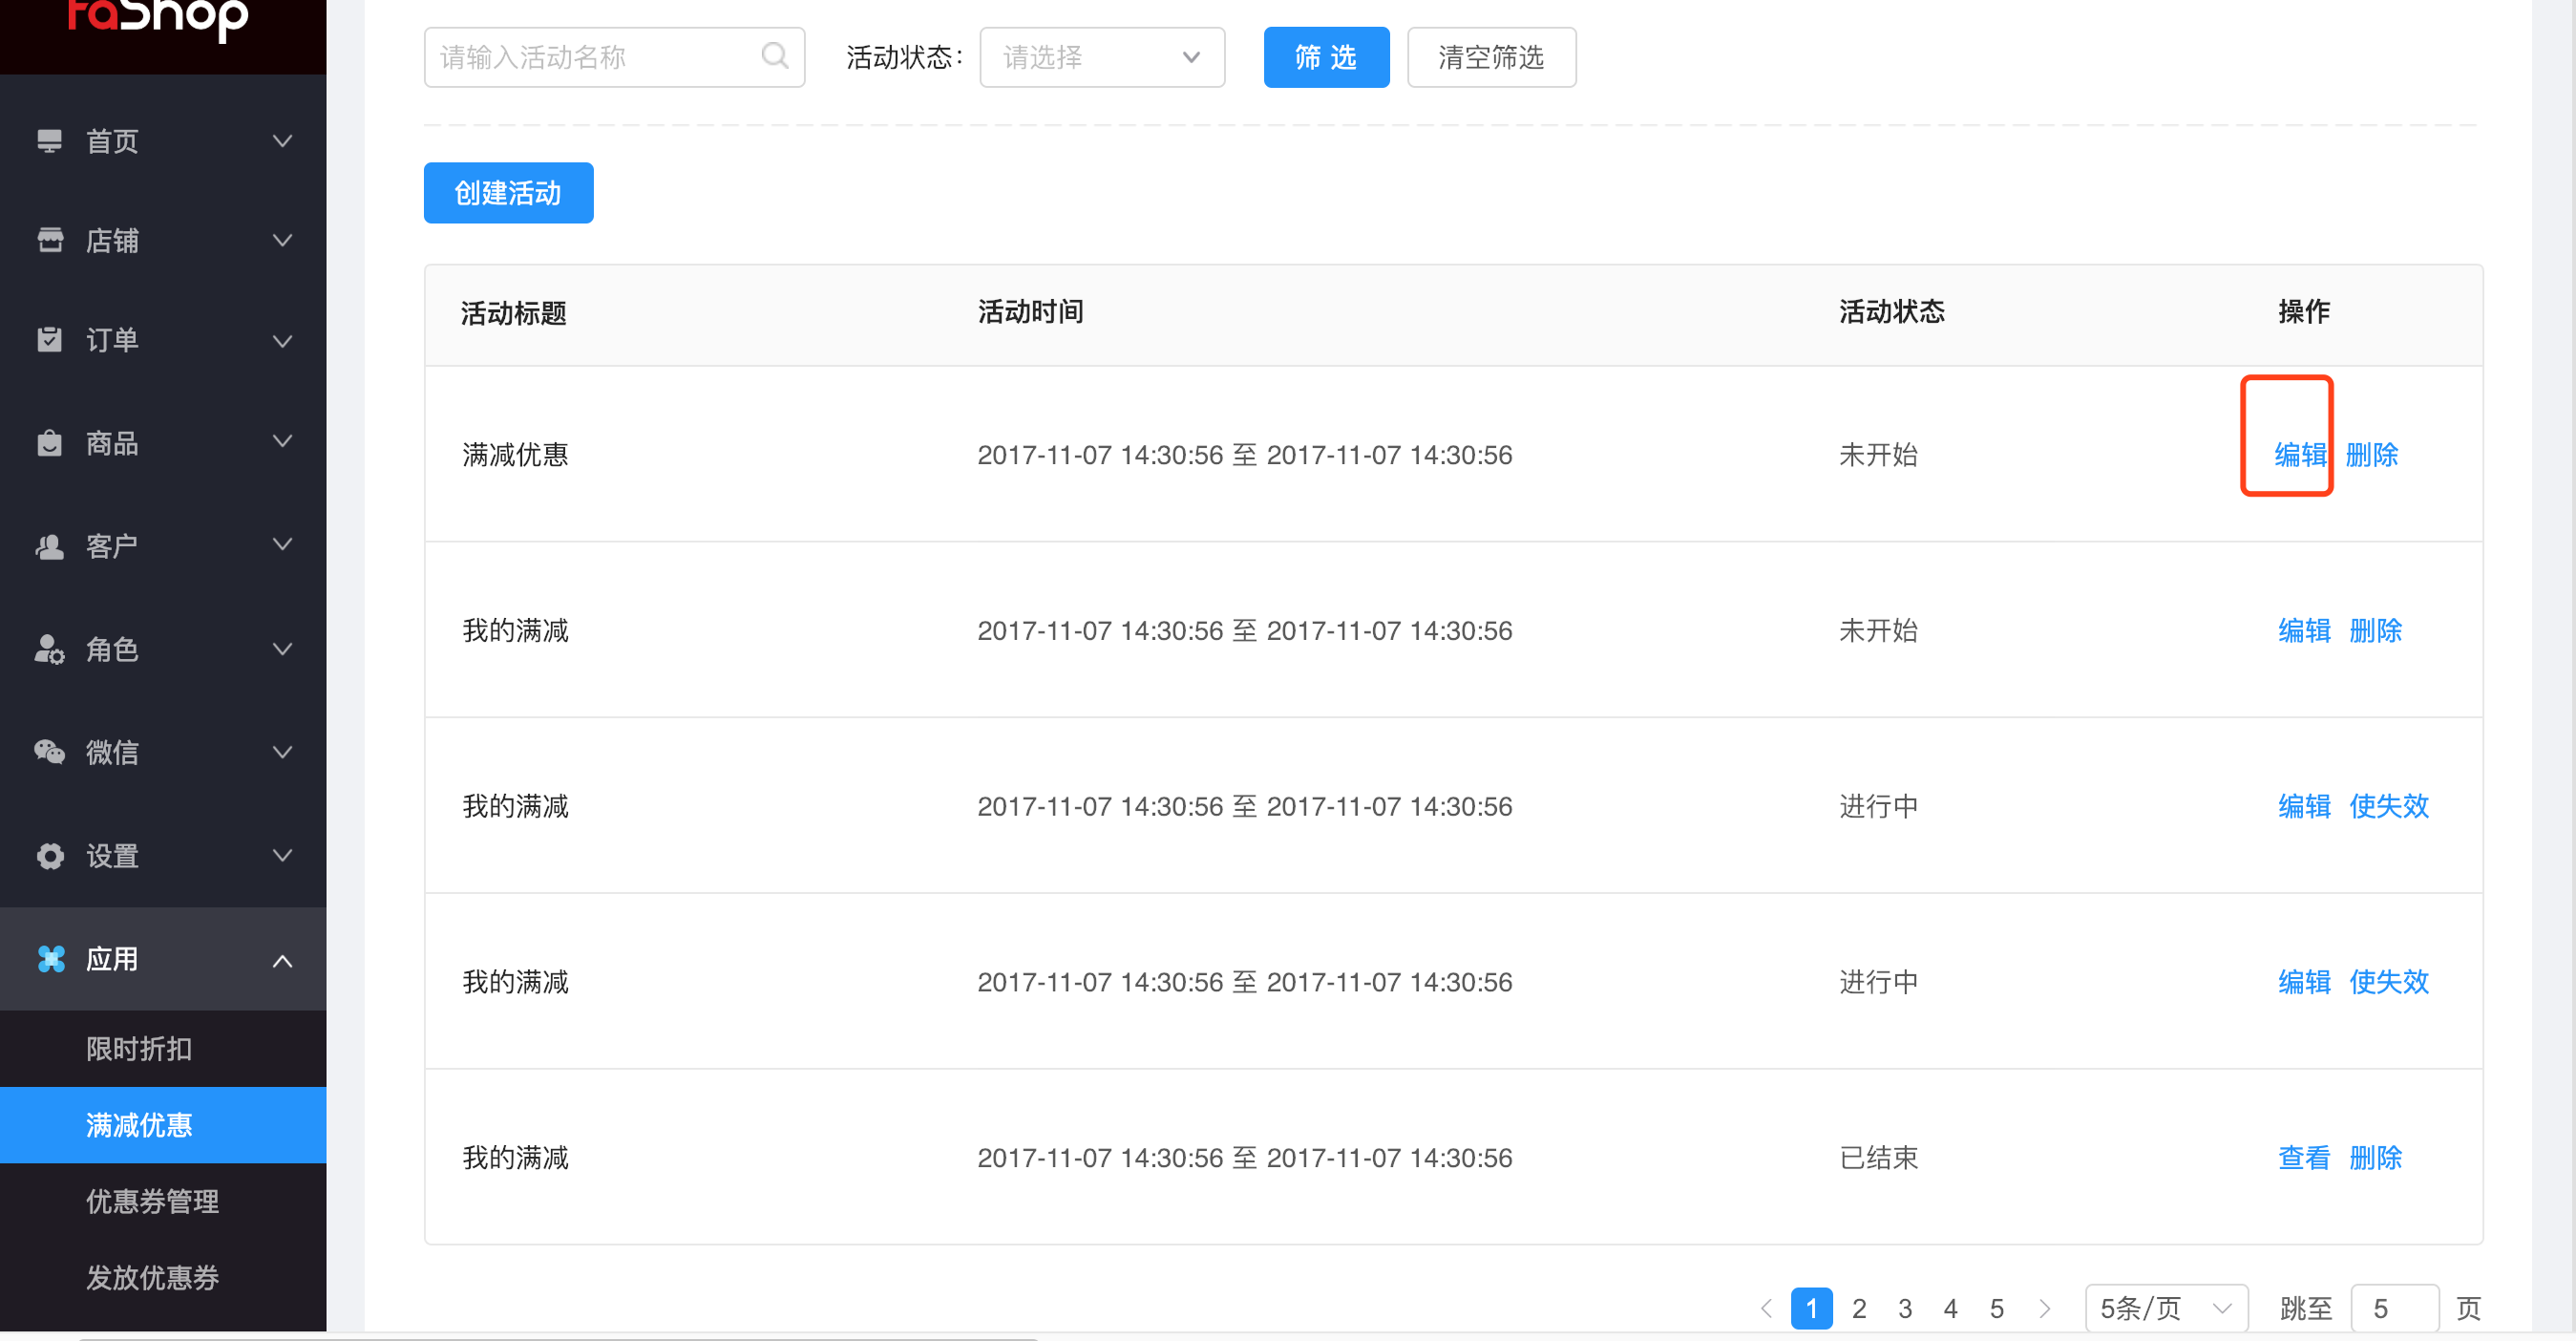 FaShop
首页
店铺
订单
商品
客户
角色
微信
设置
应用
限时折扣
满减优惠
优惠券管理
发放优惠券
请输入活动名称 活动状态： 请选择 筛 选 清空筛选
创建活动
活动标题 活动时间 活动状态 操作
满减优惠 2017-11-07 14:30:56 至 2017-11-07 14:30:56 未开始 编辑 删除
我的满减 2017-11-07 14:30:56 至 2017-11-07 14:30:56 未开始 编辑 删除
我的满减 2017-11-07 14:30:56 至 2017-11-07 14:30:56 进行中 编辑 使失效
我的满减 2017-11-07 14:30:56 至 2017-11-07 14:30:56 进行中 编辑 使失效
我的满减 2017-11-07 14:30:56 至 2017-11-07 14:30:56 已结束 查看 删除
1 2 3 4 5 5条/页 跳至 5 页